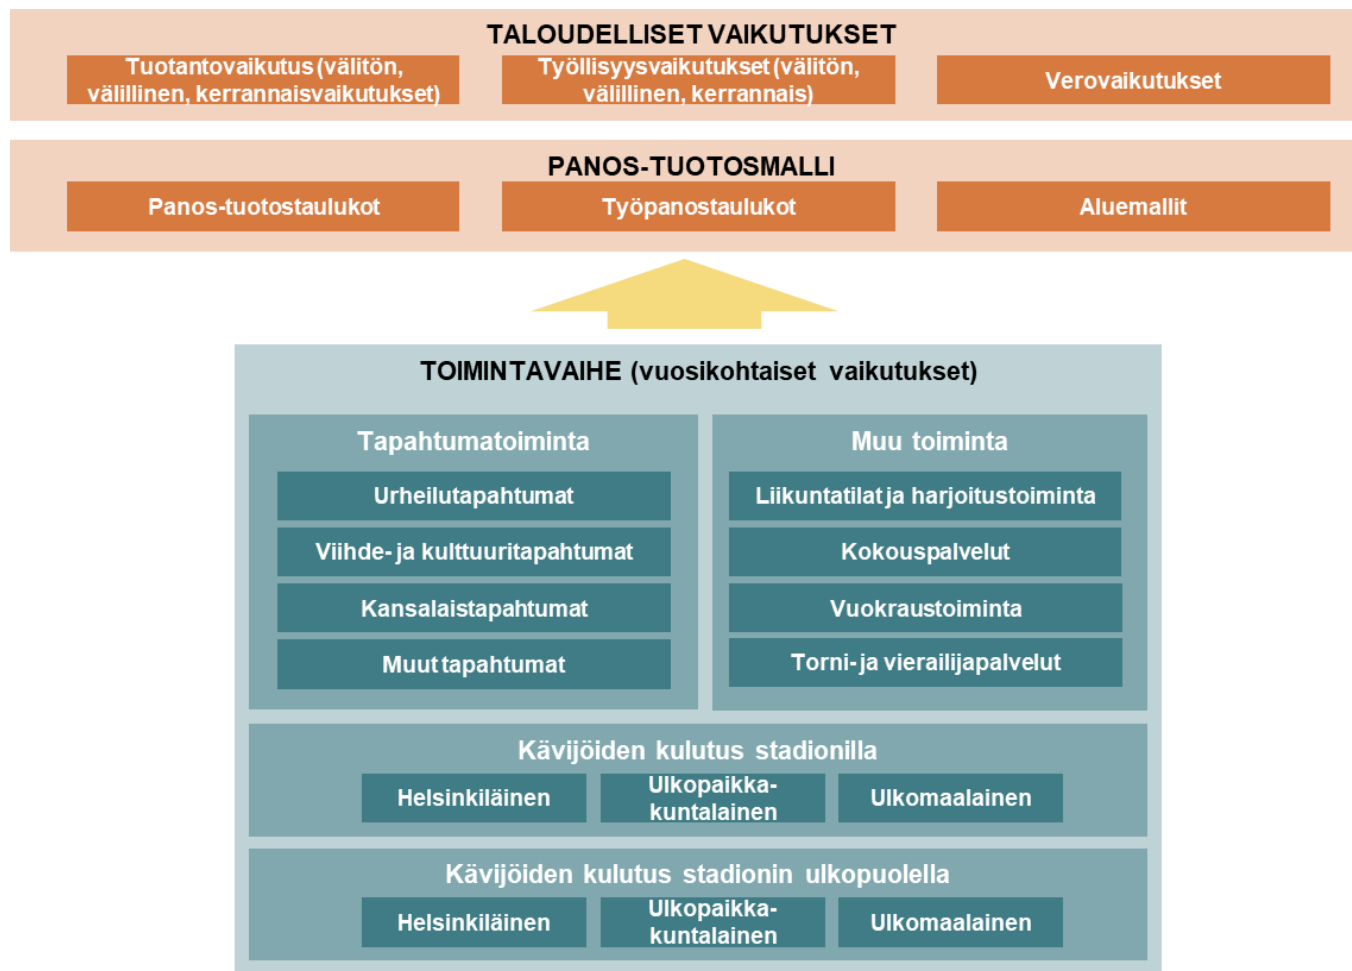 TALOUDELLISET VAIKUTUKSET
Tuotantovaikutus (välitön,
välillinen, kerrannaisvaikutukset)
Työllisyysvaikutukset (välitön,
välillinen, kerrannais)
Verovaikutukset
PANOS-TUOTOSMALLI
Panos-tuotostaulukot
Työpanostaulukot
Aluemallit
TOIMINTAVAIHE (vuosikohtaiset vaikutukset)
Tapahtumatoiminta
Urheilutapahtumat
Viihde- ja kulttuuritapahtumat
Kansalaistapahtumat
Muut tapahtumat
Muu toiminta
Liikuntatilat ja harjoitustoiminta
Kokouspalvelut
Vuokraustoiminta
Torni- ja vierailijapalvelut
Kävijöiden kulutus stadionilla
Helsinkiläinen
Ulkopaikka-
kuntalainen
Ulkomaalainen
Kävijöiden kulutus stadionin ulkopuolella
Helsinkiläinen
Ulkopaikka-
kuntalainen
Ulkomaalainen